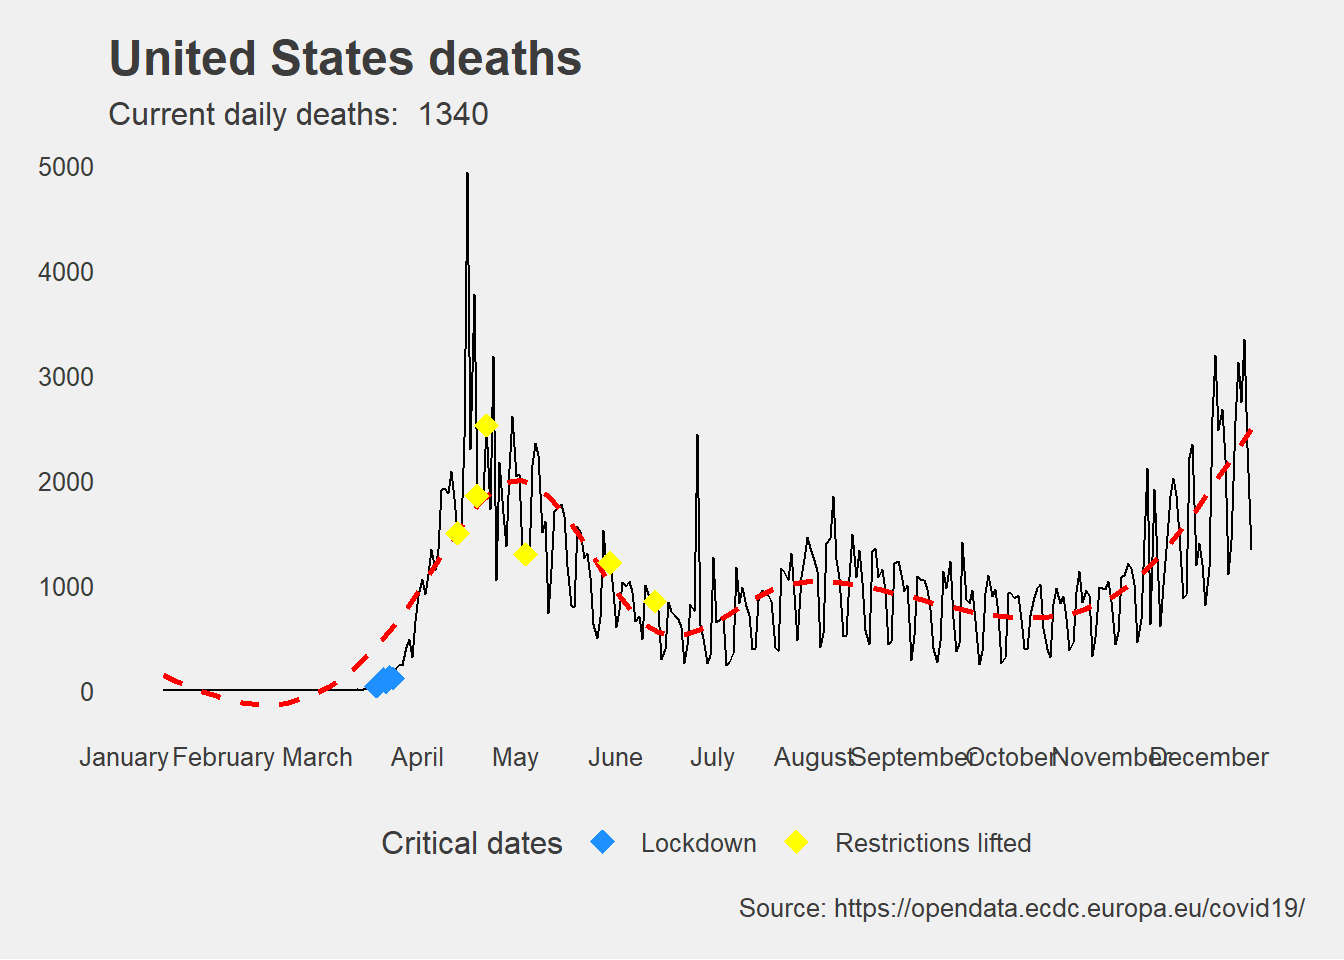 United States deaths
Current daily deaths:  1340
5000
4000
3000
2000
1000
0
January February March April May June July August September October November December
Critical dates Lockdown Restrictions lifted
Source: https://opendata.ecdc.europa.eu/covid19/